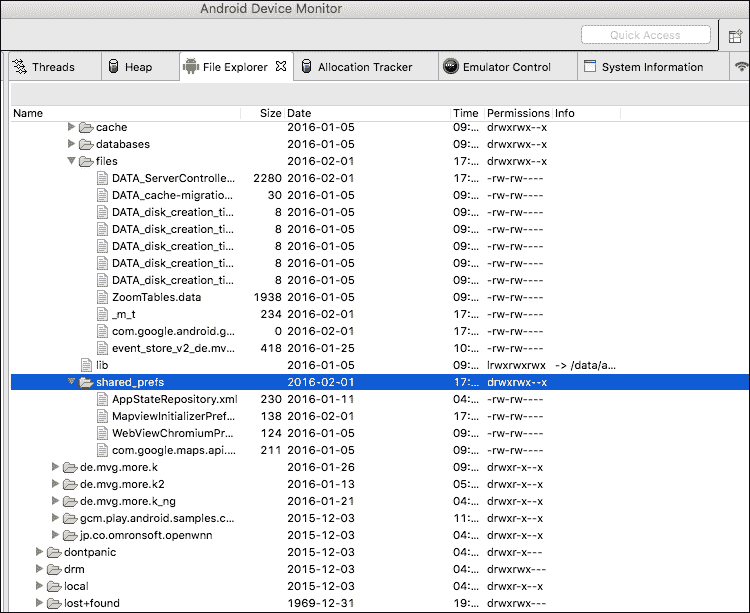 Android Device Monitor
Quick Access
Threads Heap File Explorer Allocation Tracker Emulator Control System Information
Name Size Date Time Permissions Info
cache 2016-01-05 09:... drwxrwx--x
databases 2016-01-05 09:... drwxrwx--x
files 2016-02-01 17:... drwxrwx--x
DATA_ServerControlle... 2280 2016-02-01 17:... -rw-rw----
DATA_cache-migratio... 30 2016-01-05 09:... -rw-rw----
DATA_disk_creation_ti... 8 2016-01-05 09:... -rw-rw----
DATA_disk_creation_ti... 8 2016-01-05 09:... -rw-rw----
DATA_disk_creation_ti... 8 2016-01-05 09:... -rw-rw----
DATA_disk_creation_ti... 8 2016-01-05 09:... -rw-rw----
DATA_disk_creation_ti... 8 2016-01-05 09:... -rw-rw----
ZoomTables.data 1938 2016-01-05 09:... -rw-rw----
_m_t 234 2016-02-01 17:... -rw-rw----
com.google.android.g... 0 2016-02-01 17:... -rw-rw----
event_store_v2_de.mv... 418 2016-01-25 10:... -rw-rw----
lib 2016-01-05 09:... lrwxrwxrwx -> /data/a...
shared_prefs 2016-02-01 17:... drwxrwx--x
AppStateRepository.xml 230 2016-01-11 04:... -rw-rw----
MapviewInitializerPref... 138 2016-02-01 17:... -rw-rw----
WebViewChromiumPr... 124 2016-01-05 09:... -rw-rw----
com.google.maps.api.... 211 2016-01-05 09:... -rw-rw----
de.mvg.more.k 2016-01-26 09:... drwxr-x--x
de.mvg.more.k2 2016-01-13 05:... drwxr-x--x
de.mvg.more.k_ng 2016-01-21 04:... drwxr-x--x
gcm.play.android.samples.c... 2015-12-03 11:... drwxr-x--x
jp.co.omronsoft.openwnn 2015-12-03 04:... drwxr-x--x
dontpanic 2015-12-03 04:... drwxr-x---
drm 2015-12-03 04:... drwxrwx---
local 2015-12-03 04:... drwxr-x--x
lost+found 1969-12-31 19:... drwxrwx---